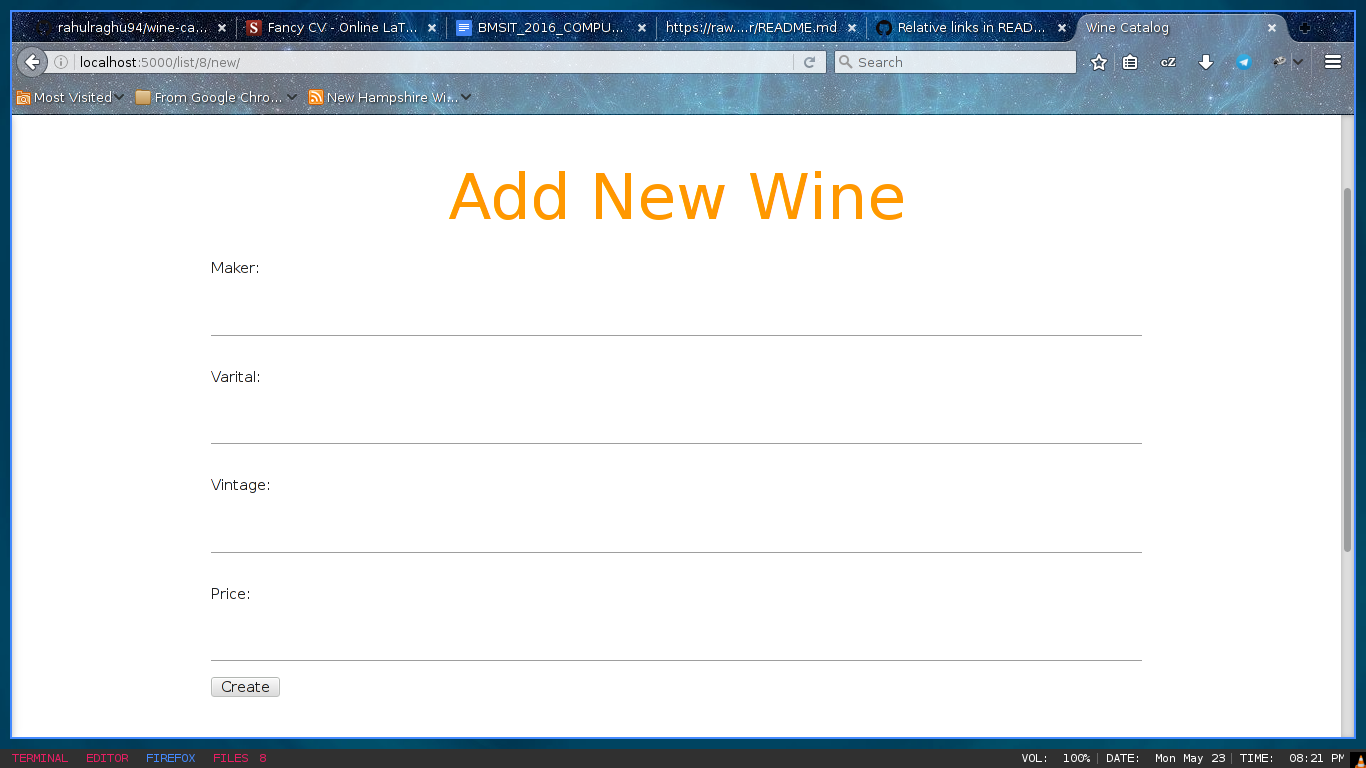 rahulraghu94/wine-ca... Fancy CV - Online LaT... BMSIT_2016_COMPU... https://raw....r/README.md Relative links in READ... Wine Catalog
localhost:5000/list/8/new/ Search cZ
Most Visited From Google Chro... New Hampshire Wi...
Add New Wine
Maker:
Varital:
Vintage:
Price:
Create
TERMINAL EDITOR FIREFOX FILES 8 VOL: 100% | DATE: Mon May 23 | TIME: 08:21 PM